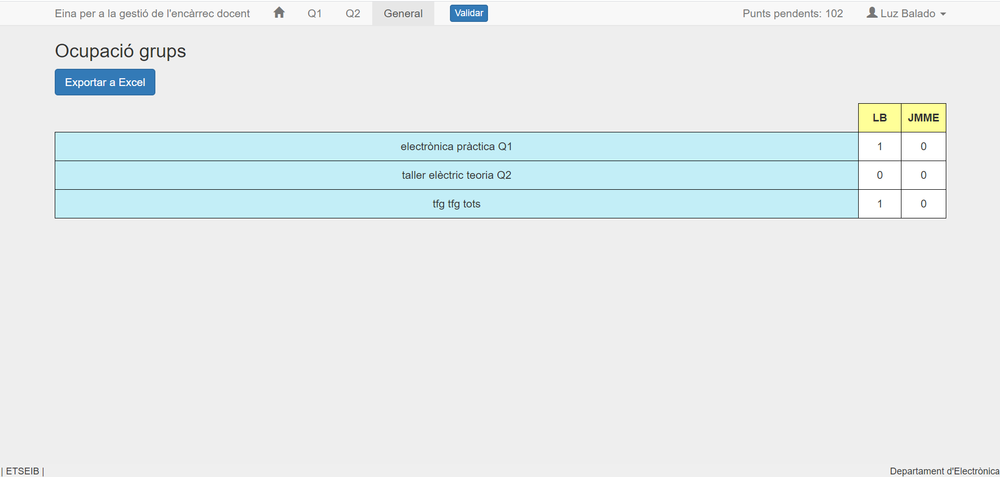 Eina per a la gestió de l'encàrrec docent Q1 Q2 General Validar Punts pendents: 102 Luz Balado
Ocupació grups
Exportar a Excel
LB JMME
electrònica pràctica Q1 1 0
taller elèctric teoria Q2 0 0
tfg tfg tots 1 0
| ETSEIB | Departament d'Electrònica